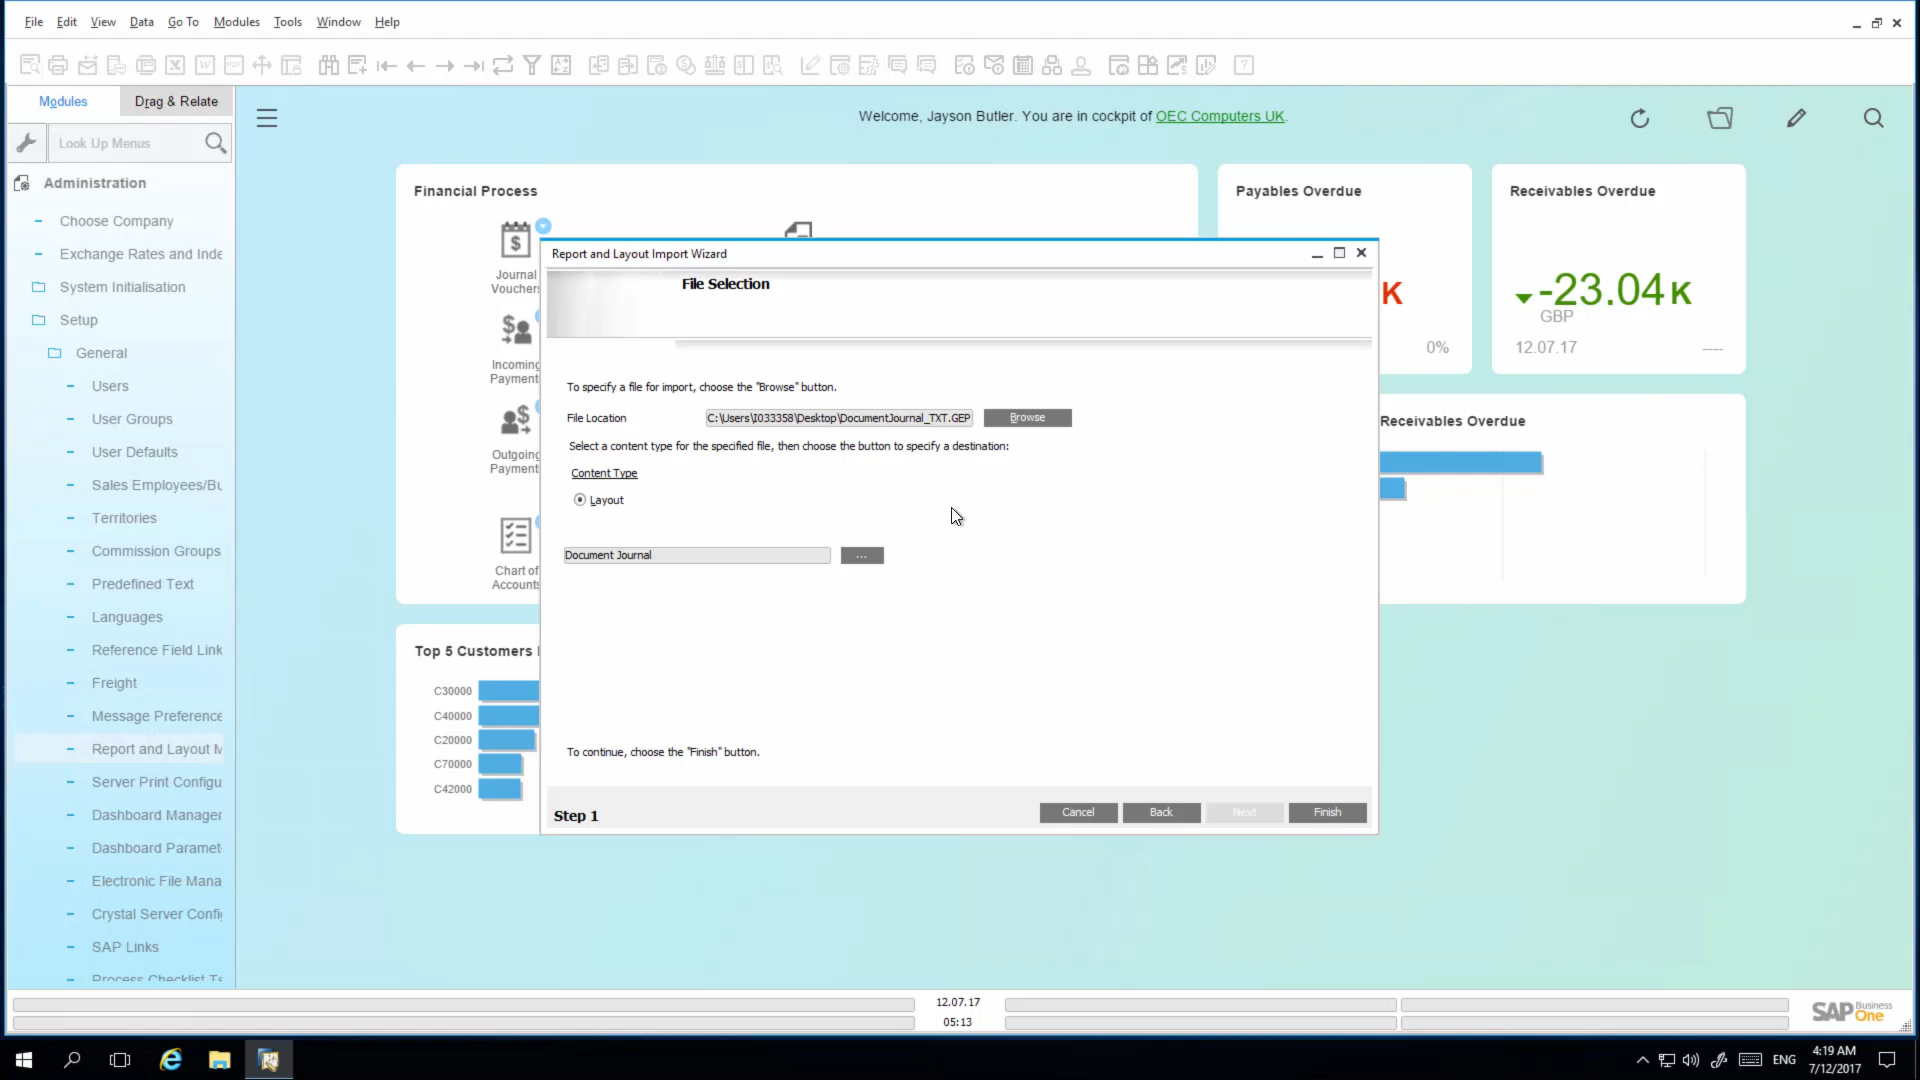 File Edit View Data Go To Modules Tools Window Help
Modules
Drag & Relate
Look Up Menus
Administration
Choose Company
Exchange Rates and Inde
System Initialisation
Setup
General
Users
User Groups
User Defaults
Sales Employees/Bu
Territories
Commission Groups
Predefined Text
Languages
Reference Field Link
Freight
Message Preference
Report and Layout M
Server Print Configu
Dashboard Manager
Dashboard Paramet
Electronic File Mana
Crystal Server Config
SAP Links
Process Checklist Te
Welcome, Jayson Butler. You are in cockpit of OEC Computers UK.
Financial Process
Journal
Vouchers
Incoming
Payment
Outgoing
Payment
Chart of
Accounts
Payables Overdue
K
0%
Receivables Overdue
-23.04 K
GBP
12.07.17
Receivables Overdue
Top 5 Customers
C30000
C40000
C20000
C70000
C42000
Report and Layout Import Wizard
File Selection
To specify a file for import, choose the "Browse" button.
File Location C:\Users\I033358\Desktop\DocumentJournal_TXT.GEP Browse
Select a content type for the specified file, then choose the button to specify a destination:
Content Type
Layout
Document Journal ...
To continue, choose the "Finish" button.
Step 1
Cancel Back Next Finish
12.07.17
05:13
SAP Business One
ENG
4:19 AM
7/12/2017